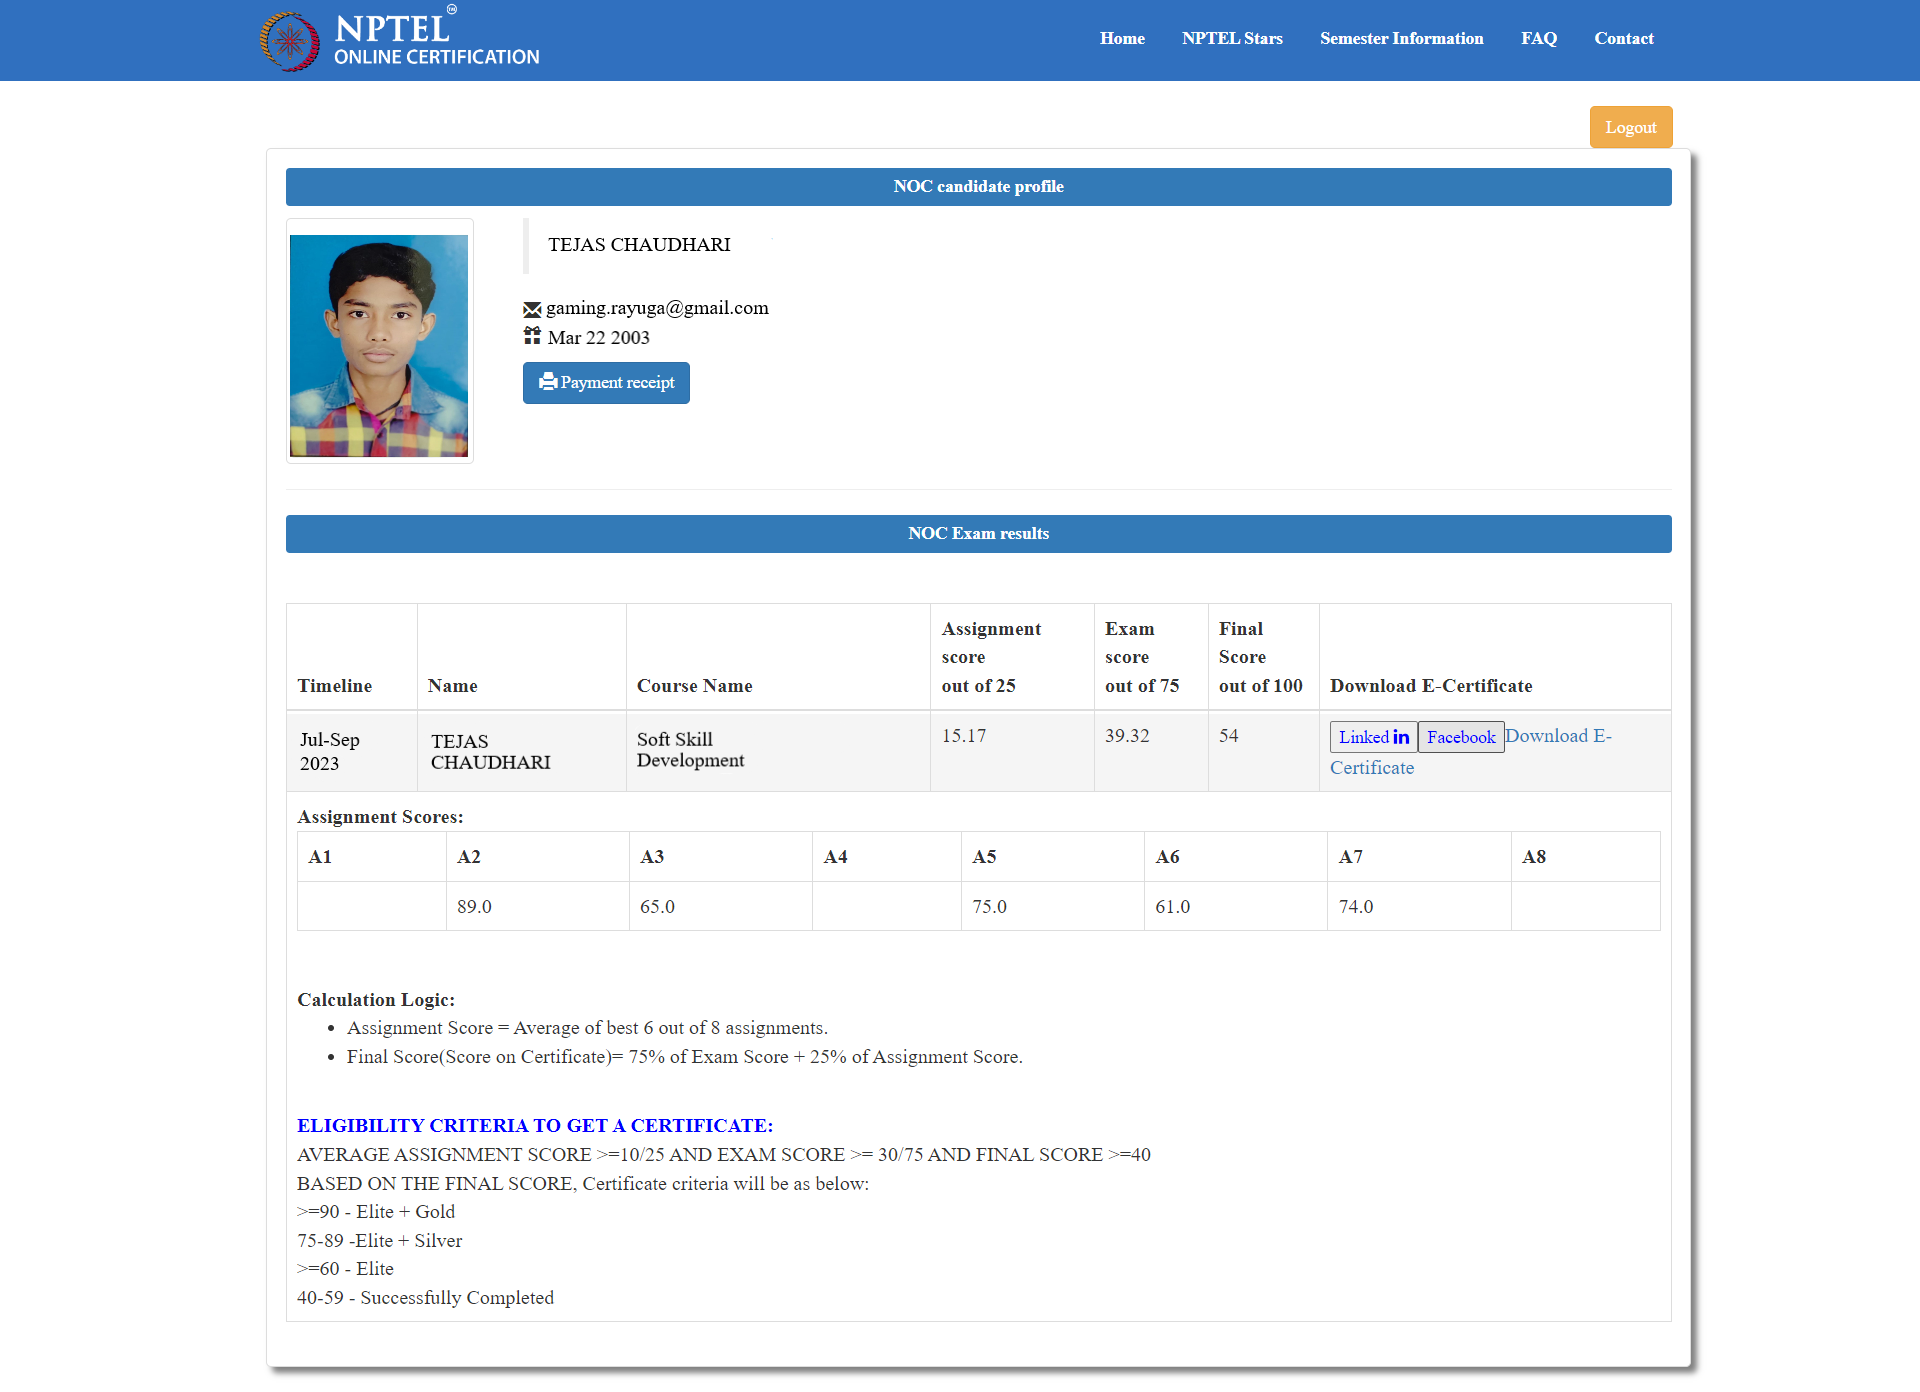 NPTEL™
ONLINE CERTIFICATION
Home NPTEL Stars Semester Information FAQ Contact
Logout
NOC candidate profile
TEJAS CHAUDHARI
gaming.rayuga@gmail.com
Mar 22 2003
Payment receipt
NOC Exam results
Timeline
Name
Course Name
Assignment
score
out of 25
Exam
score
out of 75
Final
Score
out of 100
Download E-Certificate
Jul-Sep
2023
TEJAS
CHAUDHARI
Soft Skill
Development
15.17
39.32
54
Linked in Facebook Download E-
Certificate
Assignment Scores:
A1 A2 A3 A4 A5 A6 A7 A8
89.0 65.0 75.0 61.0 74.0
Calculation Logic:
• Assignment Score = Average of best 6 out of 8 assignments.
• Final Score(Score on Certificate)= 75% of Exam Score + 25% of Assignment Score.
ELIGIBILITY CRITERIA TO GET A CERTIFICATE:
AVERAGE ASSIGNMENT SCORE >=10/25 AND EXAM SCORE >= 30/75 AND FINAL SCORE >=40
BASED ON THE FINAL SCORE, Certificate criteria will be as below:
>=90 - Elite + Gold
75-89 -Elite + Silver
>=60 - Elite
40-59 - Successfully Completed